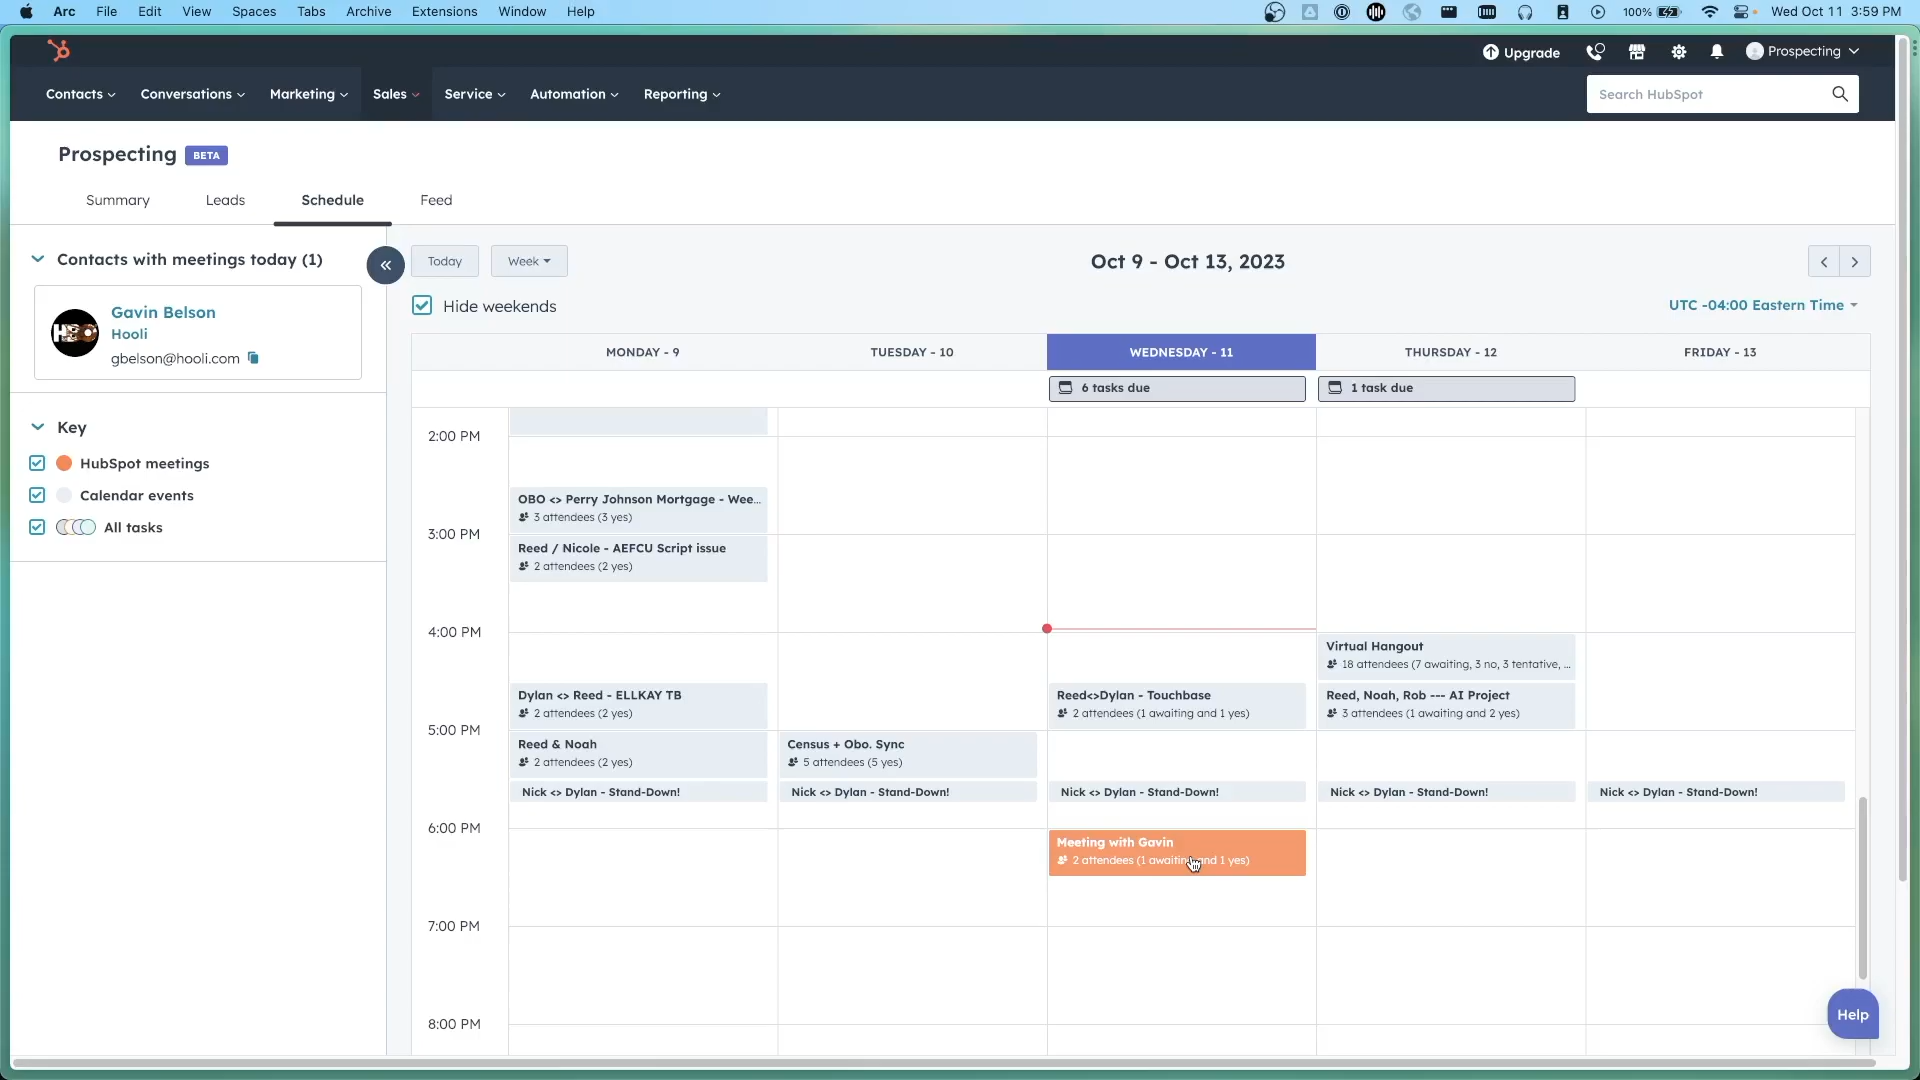 Arc File Edit View Spaces Tabs Archive Extensions Window Help 100% Wed Oct 11 3:59 PM
Upgrade Prospecting
Contacts Conversations Marketing Sales Service Automation Reporting Search HubSpot
Prospecting BETA
Summary Leads Schedule Feed
Contacts with meetings today (1)
Gavin Belson
Hooli
gbelson@hooli.com
Key
HubSpot meetings
Calendar events
All tasks
Today Week Oct 9 - Oct 13, 2023
Hide weekends UTC -04:00 Eastern Time
MONDAY - 9 TUESDAY - 10 WEDNESDAY - 11 THURSDAY - 12 FRIDAY - 13
6 tasks due 1 task due
2:00 PM
OBO <> Perry Johnson Mortgage - Wee...
3 attendees (3 yes)
3:00 PM
Reed / Nicole - AEFCU Script issue
2 attendees (2 yes)
4:00 PM
Virtual Hangout
18 attendees (7 awaiting, 3 no, 3 tentative, ...
Dylan <> Reed - ELLKAY TB Reed<>Dylan - Touchbase Reed, Noah, Rob --- AI Project
2 attendees (2 yes) 2 attendees (1 awaiting and 1 yes) 3 attendees (1 awaiting and 2 yes)
5:00 PM
Reed & Noah Census + Obo. Sync
2 attendees (2 yes) 5 attendees (5 yes)
Nick <> Dylan - Stand-Down! Nick <> Dylan - Stand-Down! Nick <> Dylan - Stand-Down! Nick <> Dylan - Stand-Down! Nick <> Dylan - Stand-Down!
6:00 PM
Meeting with Gavin
2 attendees (1 awaiting and 1 yes)
7:00 PM
8:00 PM
Help